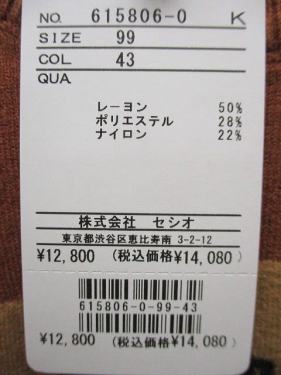 NO. 615806-0 K
SIZE 99
COL 43
QUA
レーヨン 50%
ポリエステル 28%
ナイロン 22%
株式会社 セシオ
東京都渋谷区恵比寿南 3-2-12
¥12,800 (税込価格¥14,080)
615806-0-99-43
¥12,800 (税込価格¥14,080)